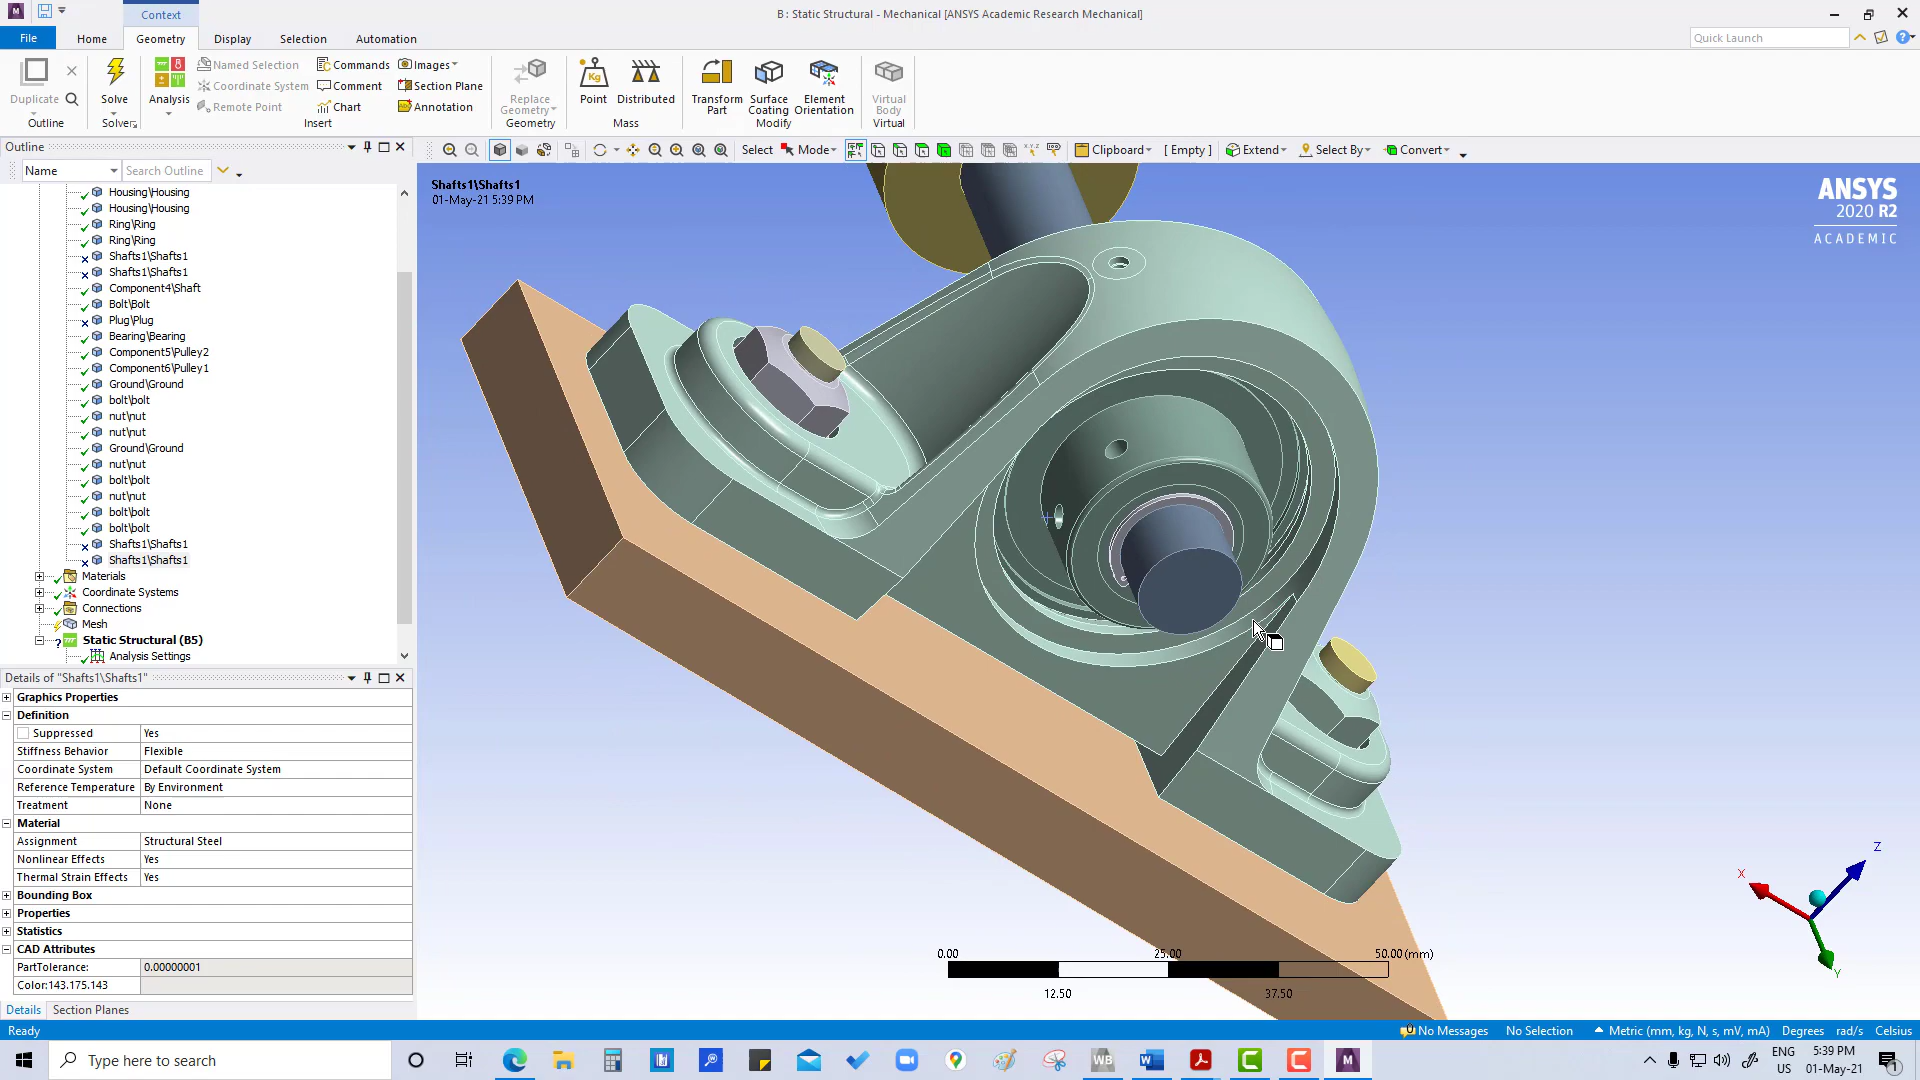 Context
B : Static Structural - Mechanical [ANSYS Academic Research Mechanical]
File
Home
Geometry
Display
Selection
Automation
Quick Launch
Duplicate
Outline
Solve
Solver
Analysis
Named Selection
Coordinate System
Remote Point
Commands
Comment
Chart
Images
Section Plane
Annotation
Insert
Replace
Geometry
Geometry
Point
Distributed
Mass
Transform
Part
Surface
Coating
Element
Orientation
Modify
Virtual
Body
Virtual
Outline
Name
Search Outline
Select
Mode
Clipboard
[ Empty ]
Extend
Select By
Convert
Housing\Housing
Housing\Housing
Ring\Ring
Ring\Ring
Shafts1\Shafts1
Shafts1\Shafts1
Component4\Shaft
Bolt\Bolt
Plug\Plug
Bearing\Bearing
Component5\Pulley2
Component6\Pulley1
Ground\Ground
bolt\bolt
nut\nut
nut\nut
Ground\Ground
nut\nut
bolt\bolt
nut\nut
bolt\bolt
bolt\bolt
Shafts1\Shafts1
Shafts1\Shafts1
Materials
Coordinate Systems
Connections
Mesh
Static Structural (B5)
Analysis Settings
Details of "Shafts1\Shafts1"
Graphics Properties
Definition
Suppressed Yes
Stiffness Behavior Flexible
Coordinate System Default Coordinate System
Reference Temperature By Environment
Treatment None
Material
Assignment Structural Steel
Nonlinear Effects Yes
Thermal Strain Effects Yes
Bounding Box
Properties
Statistics
CAD Attributes
PartTolerance: 0.00000001
Color:143.175.143
Details Section Planes
Shafts1\Shafts1
01-May-21 5:39 PM
ANSYS
2020 R2
ACADEMIC
0.00 25.00 50.00 (mm)
12.50 37.50
Z
X
Y
Ready
No Messages
No Selection
Metric (mm, kg, N, s, mV, mA)
Degrees
rad/s
Celsius
Type here to search
WB
ENG
US
5:39 PM
01-May-21